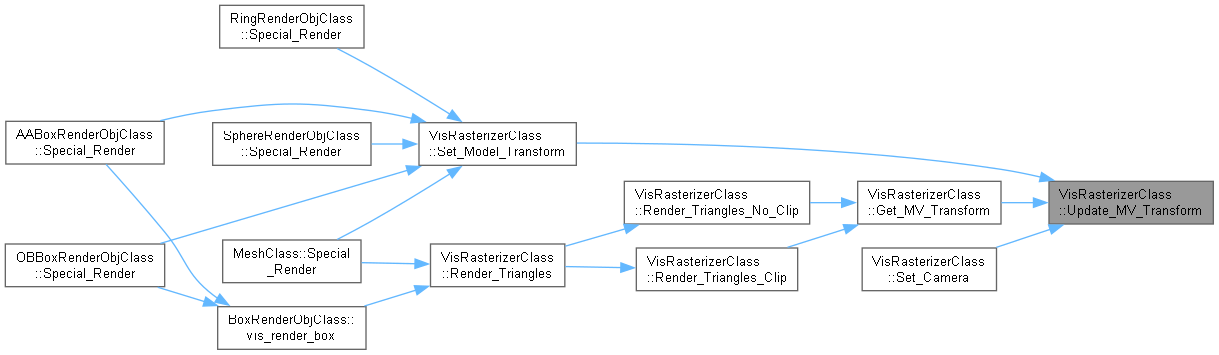 RingRenderObjClass
::Special_Render
AABoxRenderObjClass
::Special_Render
SphereRenderObjClass
::Special_Render
VisRasterizerClass
::Set_Model_Transform
VisRasterizerClass
::Render_Triangles_No_Clip
VisRasterizerClass
::Get_MV_Transform
VisRasterizerClass
::Update_MV_Transform
OBBoxRenderObjClass
::Special_Render
MeshClass::Special
_Render
VisRasterizerClass
::Render_Triangles
VisRasterizerClass
::Render_Triangles_Clip
VisRasterizerClass
::Set_Camera
BoxRenderObjClass::
vis_render_box